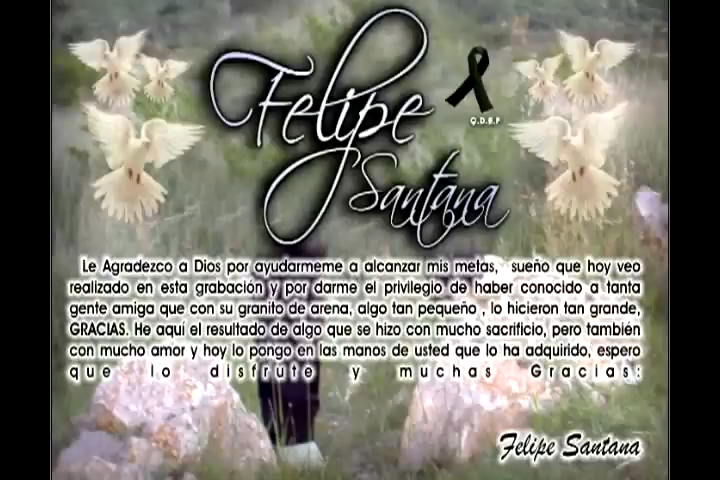 Felipe
Q.D.E.P
Santana
Le Agradezco a Dios por ayudarmeme a alcanzar mis metas, sueño que hoy veo
realizado en esta grabación y por darme el privilegio de haber conocido a tanta
gente amiga que con su granito de arena, algo tan pequeño , lo hicieron tan grande,
GRACIAS. He aquí el resultado de algo que se hizo con mucho sacrificio, pero también
con mucho amor y hoy lo pongo en las manos de usted que lo ha adquirido, espero
que lo disfrute y muchas Gracias:
Felipe Santana